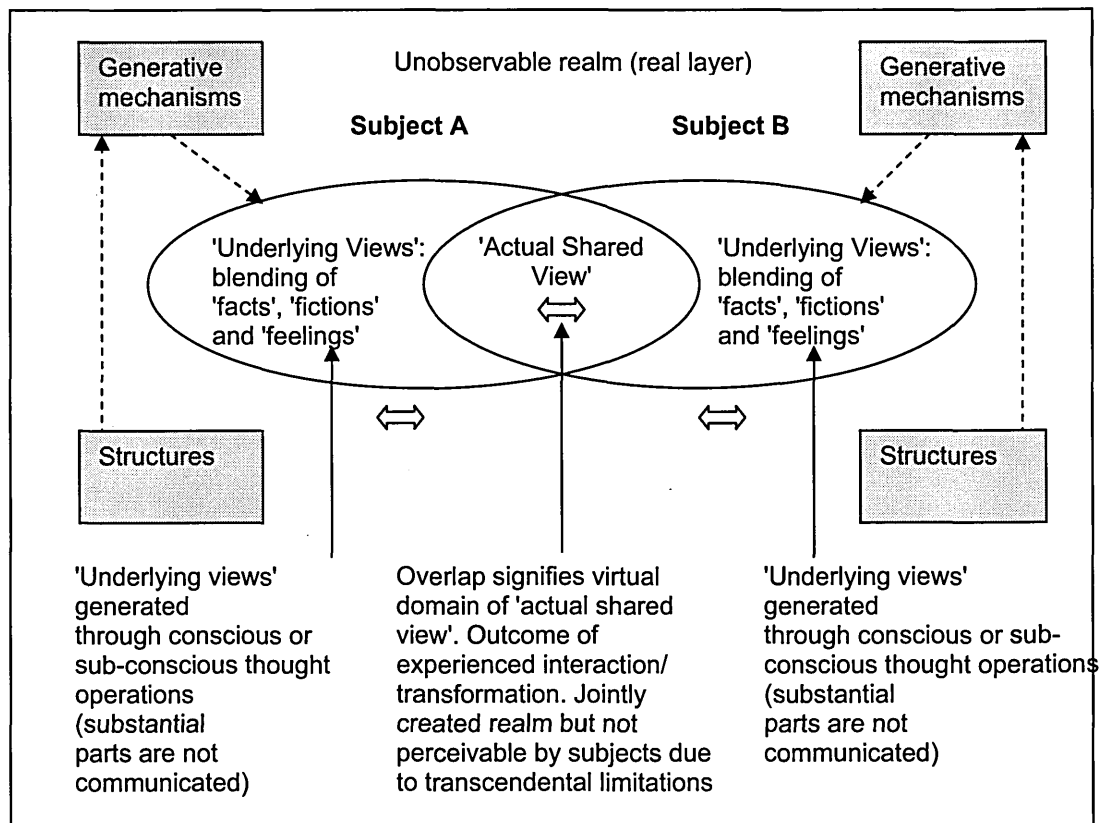 Generative
mechanisms
Unobservable realm (real layer)
Generative
mechanisms
Subject A
Subject B
'Underlying Views':
blending of
'facts', 'fictions'
and 'feelings'
'Actual Shared
View'
'Underlying Views':
blending of
'facts', 'fictions'
and 'feelings'
Structures
Structures
'Underlying views'
generated
through conscious or
sub-conscious thought
operations
(substantial
parts are not
communicated)
Overlap signifies virtual
domain of 'actual shared
view'. Outcome of
experienced interaction/
transformation. Jointly
created realm but not
perceivable by subjects due
to transcendental limitations
'Underlying views'
generated
through conscious or sub-
conscious thought operations
(substantial
parts are not
communicated)